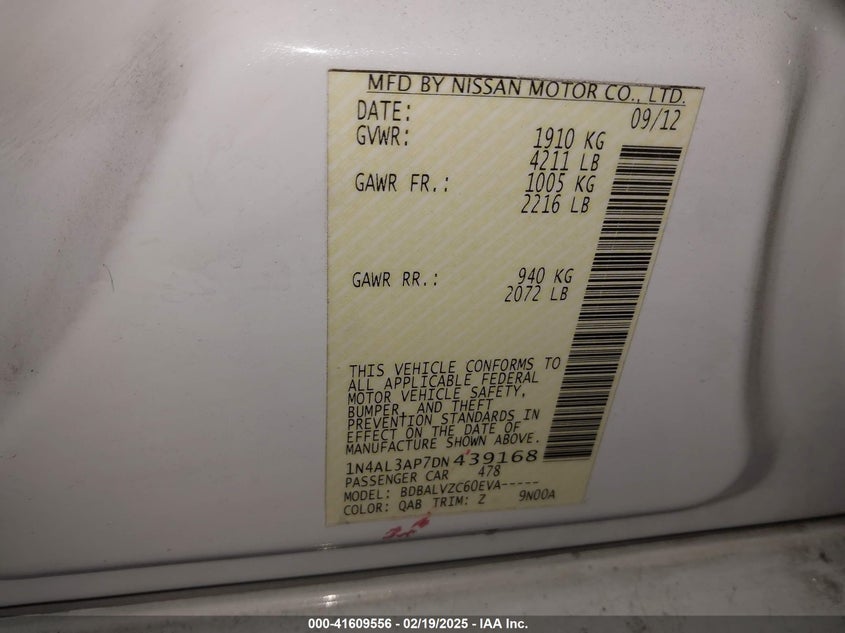 MFD BY NISSAN MOTOR CO., LTD.
DATE: 09/12
GVWR: 1910 KG
4211 LB
GAWR FR.: 1005 KG
2216 LB
GAWR RR.: 940 KG
2072 LB
THIS VEHICLE CONFORMS TO
ALL APPLICABLE FEDERAL
MOTOR VEHICLE SAFETY,
BUMPER, AND THEFT
PREVENTION STANDARDS IN
EFFECT ON THE DATE OF
MANUFACTURE SHOWN ABOVE.
1N4AL3AP7DN439168
PASSENGER CAR 478
MODEL: BDBALVZC60EVA-----
COLOR: QAB TRIM: Z 9N00A
000-41609556 - 02/19/2025 - IAA Inc.